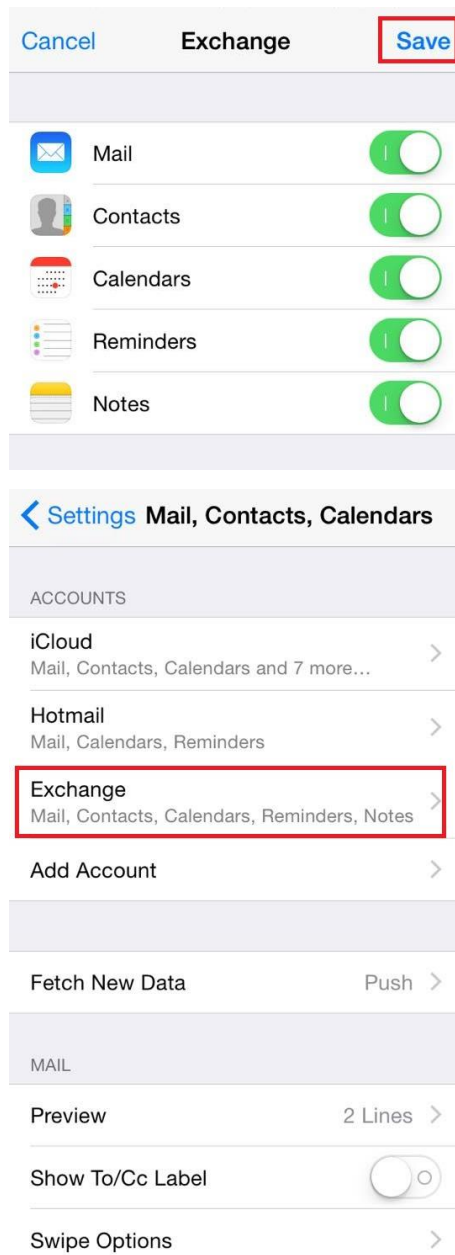 Cancel Exchange Save
Mail
Contacts
Calendars
Reminders
Notes
Settings Mail, Contacts, Calendars
ACCOUNTS
iCloud
Mail, Contacts, Calendars and 7 more...
Hotmail
Mail, Calendars, Reminders
Exchange
Mail, Contacts, Calendars, Reminders, Notes
Add Account
Fetch New Data Push
MAIL
Preview 2 Lines
Show To/Cc Label
Swipe Options